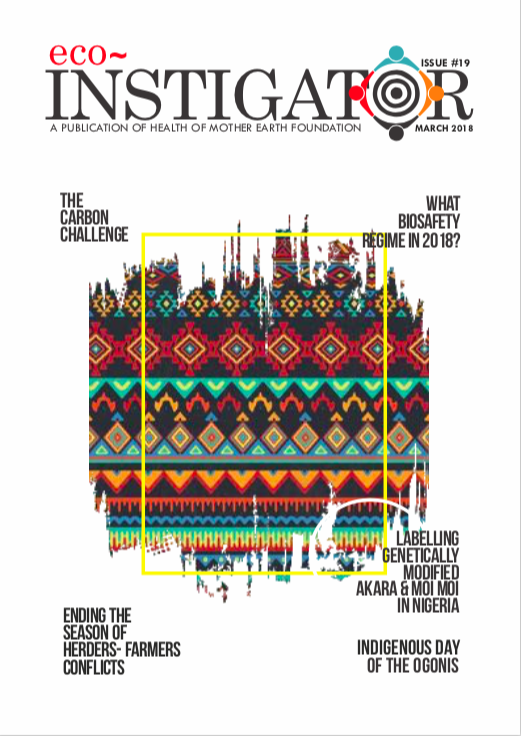 eco~
ISSUE #19
INSTIGATOR
A PUBLICATION OF HEALTH OF MOTHER EARTH FOUNDATION
MARCH 2018
THE
CARBON
CHALLENGE
WHAT
BIOSAFETY
REGIME IN 2018?
LABELLING
GENETICALLY
MODIFIED
AKARA & MOI MOI
IN NIGERIA
ENDING THE
SEASON OF
HERDERS- FARMERS
CONFLICTS
INDIGENOUS DAY
OF THE OGONIS